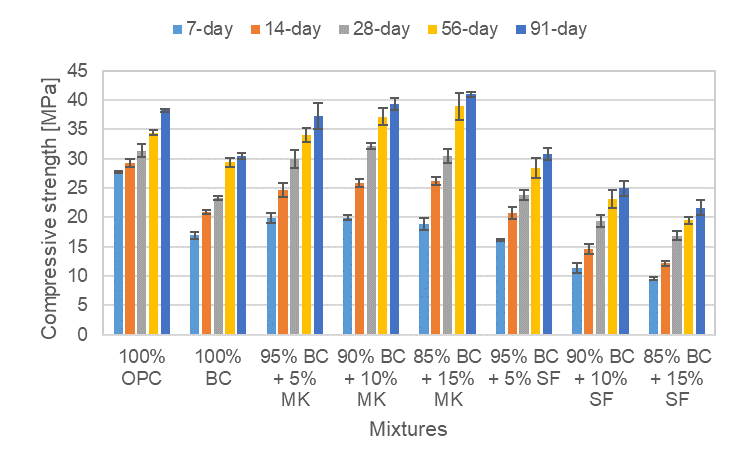 7-day 14-day 28-day 56-day 91-day
Compressive strength [MPa]
45
40
35
30
25
20
15
10
5
0
100% OPC
100% BC
95% BC + 5% MK
90% BC + 10% MK
85% BC + 15% MK
95% BC + 5% SF
90% BC + 10% SF
85% BC + 15% SF
Mixtures